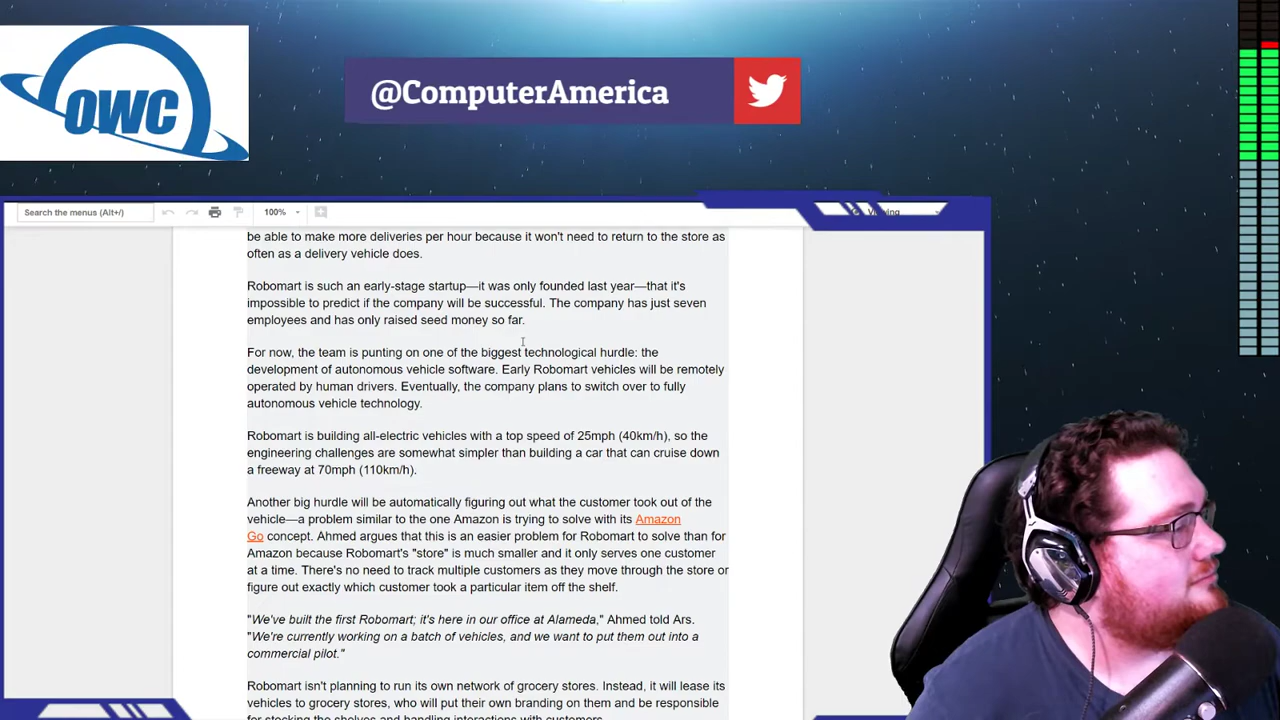 OWC
@ComputerAmerica
Search the menus (Alt+/)
100%
Viewing
be able to make more deliveries per hour because it won't need to return to the store as
often as a delivery vehicle does.
Robomart is such an early-stage startup—it was only founded last year—that it's
impossible to predict if the company will be successful. The company has just seven
employees and has only raised seed money so far.
For now, the team is punting on one of the biggest technological hurdle: the
development of autonomous vehicle software. Early Robomart vehicles will be remotely
operated by human drivers. Eventually, the company plans to switch over to fully
autonomous vehicle technology.
Robomart is building all-electric vehicles with a top speed of 25mph (40km/h), so the
engineering challenges are somewhat simpler than building a car that can cruise down
a freeway at 70mph (110km/h).
Another big hurdle will be automatically figuring out what the customer took out of the
vehicle—a problem similar to the one Amazon is trying to solve with its Amazon
Go concept. Ahmed argues that this is an easier problem for Robomart to solve than for
Amazon because Robomart's "store" is much smaller and it only serves one customer
at a time. There's no need to track multiple customers as they move through the store or
figure out exactly which customer took a particular item off the shelf.
"We've built the first Robomart; it's here in our office at Alameda," Ahmed told Ars.
"We're currently working on a batch of vehicles, and we want to put them out into a
commercial pilot."
Robomart isn't planning to run its own network of grocery stores. Instead, it will lease its
vehicles to grocery stores, who will put their own branding on them and be responsible
for stocking the shelves and handling interactions with customers.